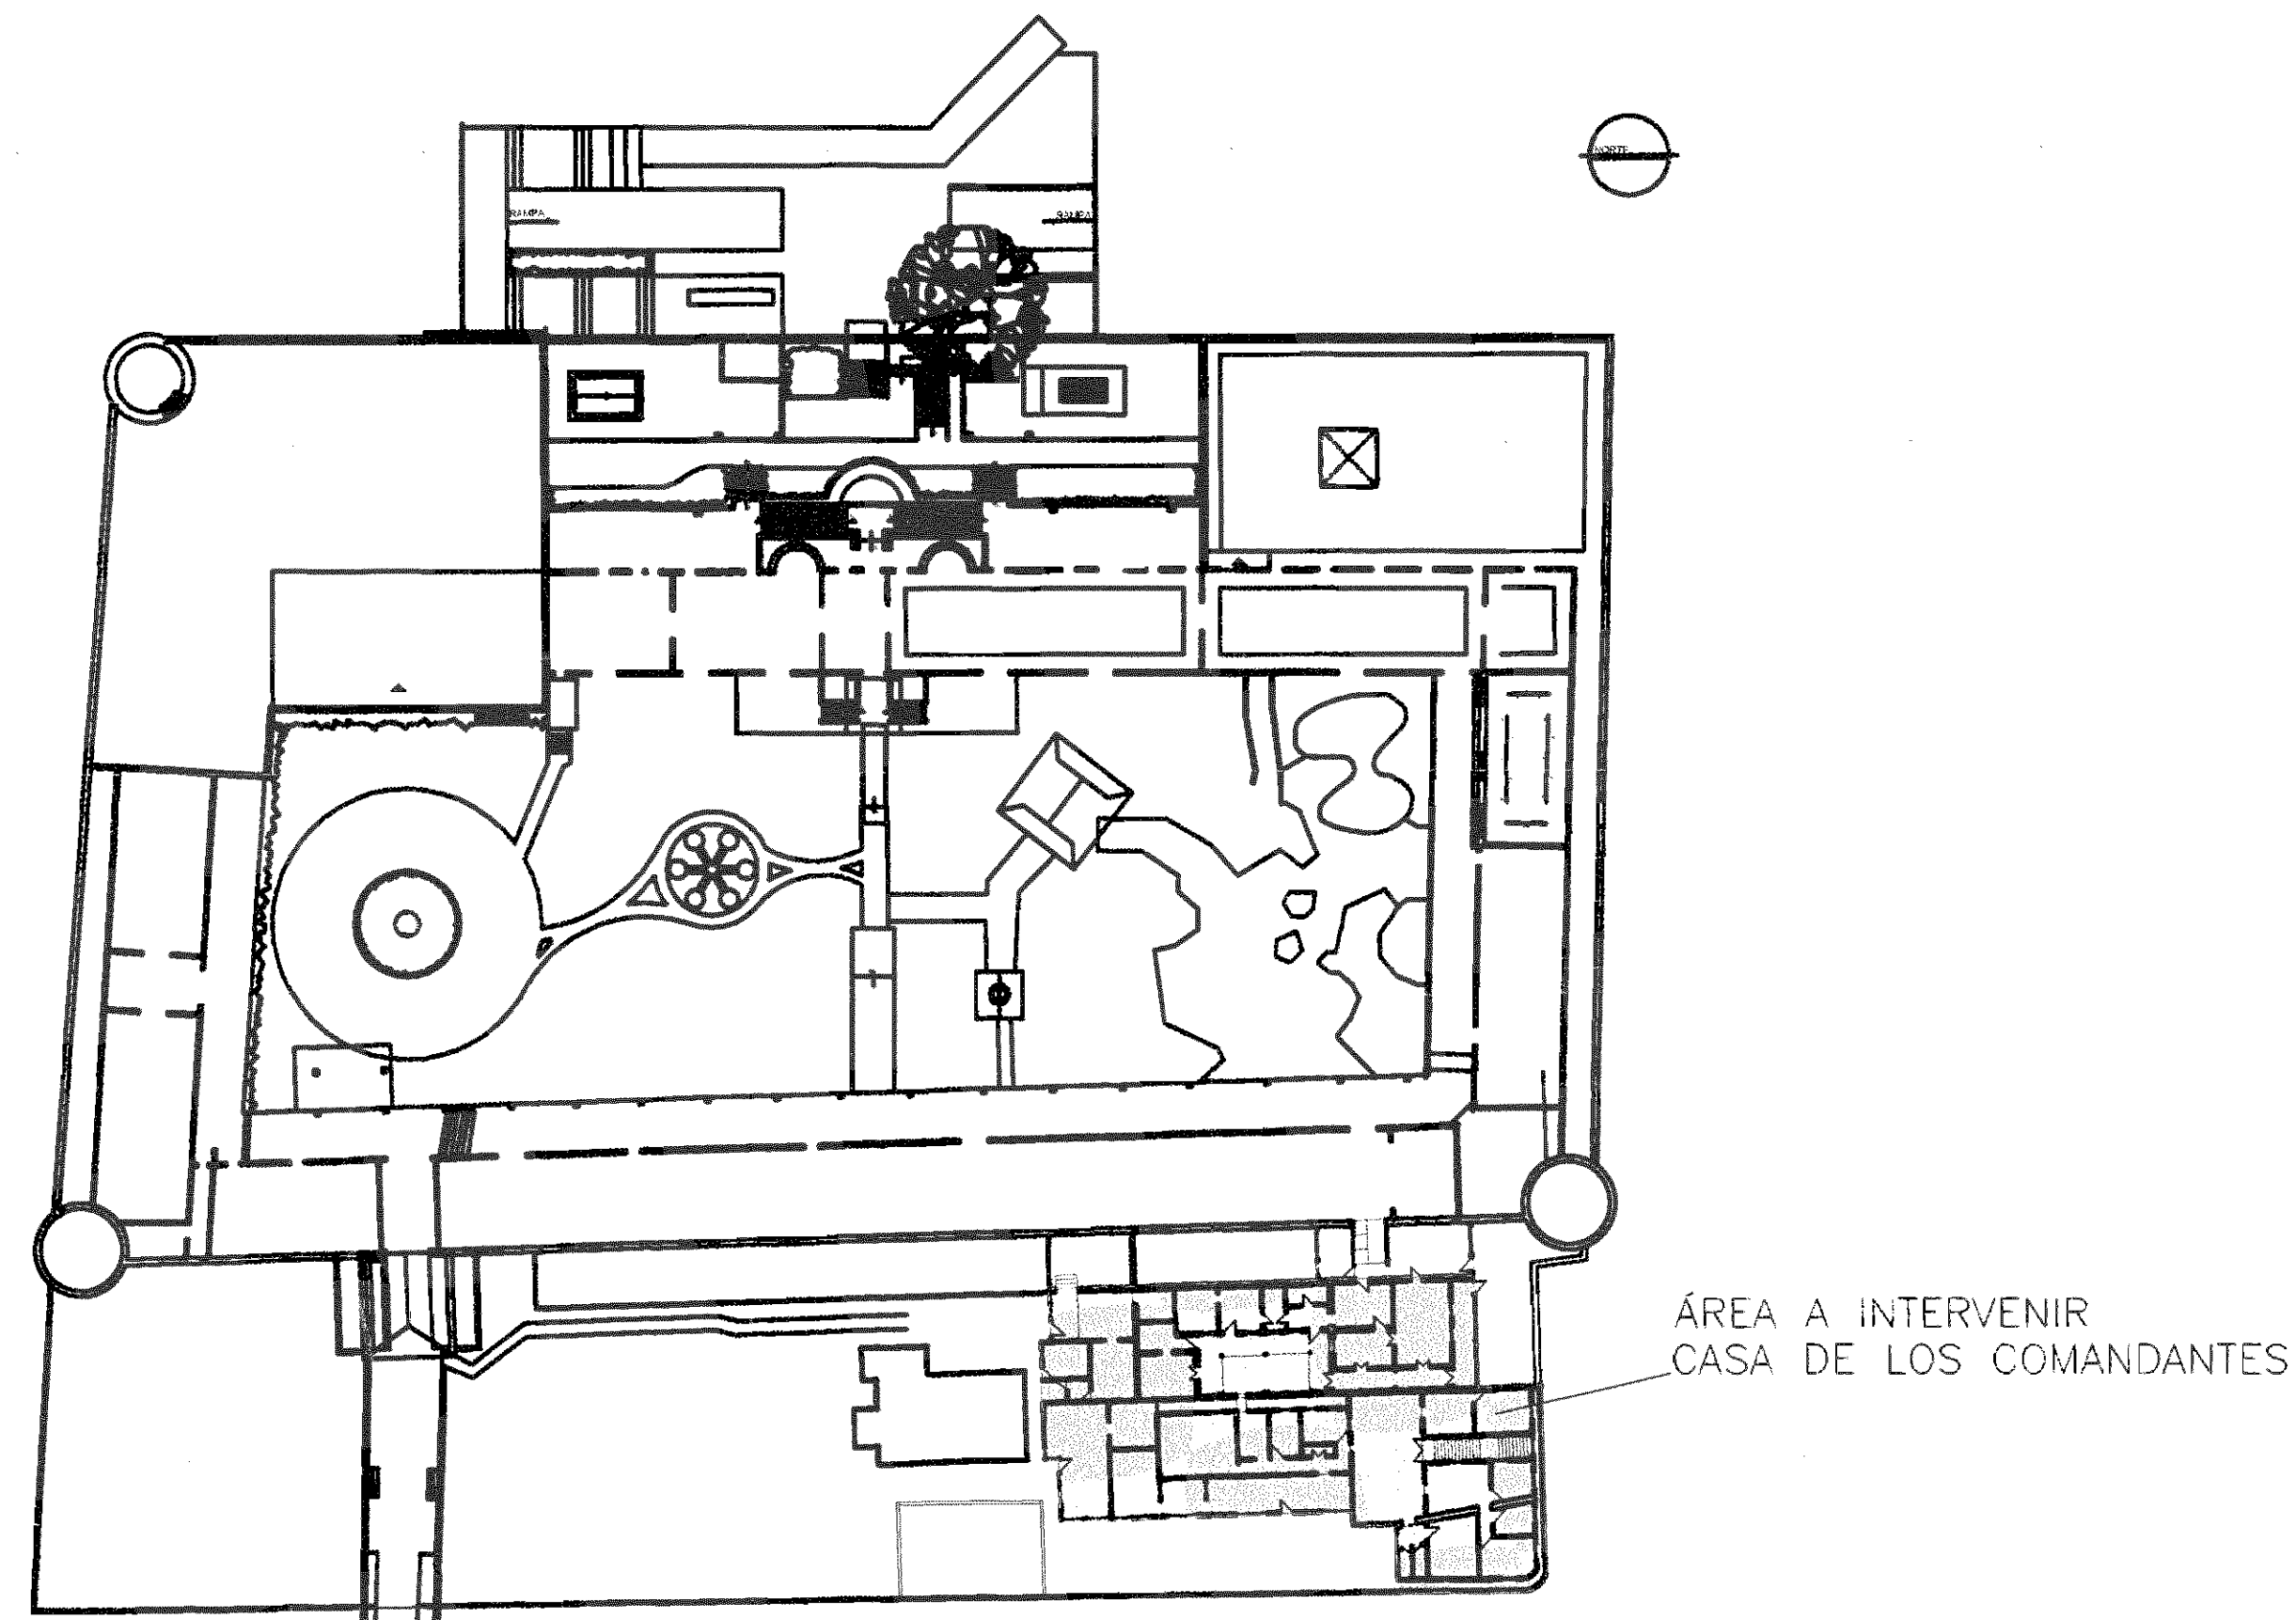 NORTE
RAMPA
RAMPA
ÁREA A INTERVENIR
CASA DE LOS COMANDANTES